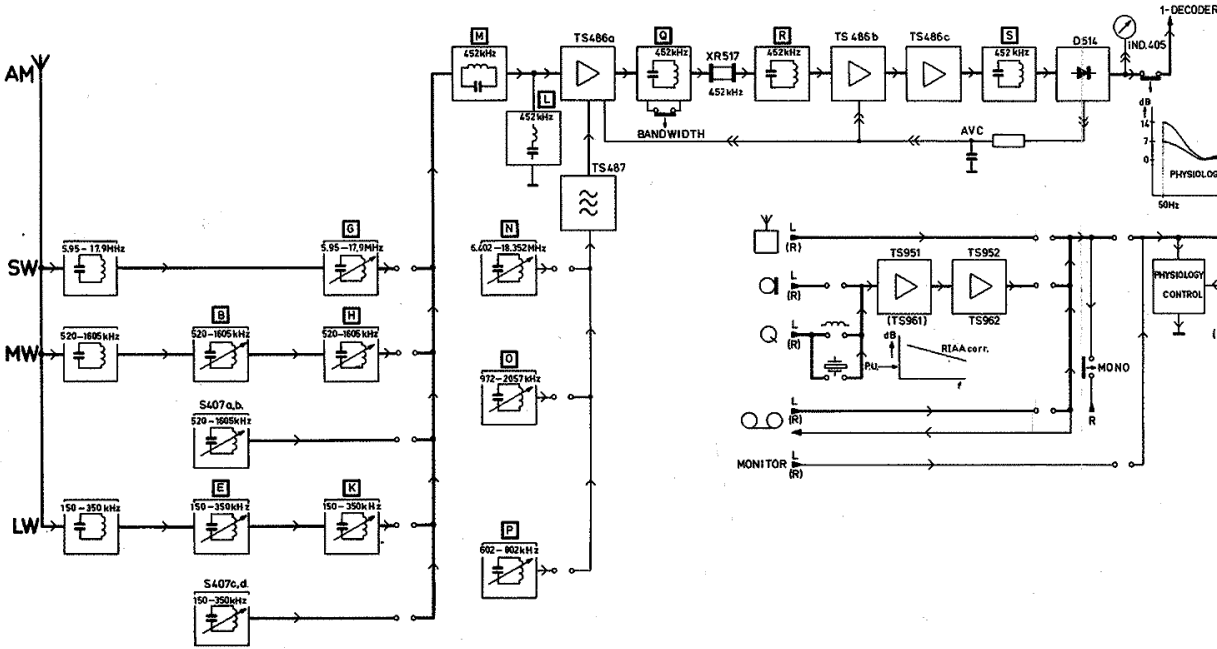 1-DECODER
M
452kHz
TS486a
Q
452kHz
XR517
452kHz
R
452kHz
TS486b
TS486c
S
452kHz
D514
IND.405
AM
L
452kHz
BANDWIDTH
AVC
dB
14
7
0
PHYSIOLOG
50Hz
TS487
SW
5.95-17.9MHz
G
5.95-17.9MHz
N
6.402-18.352MHz
L
(R)
MW
520-1605kHz
B
520-1605kHz
H
520-1605kHz
L
(R)
TS951
(TS961)
TS952
TS962
PHYSIOLOGY
CONTROL
L
(R)
dB
RIAA corr.
P.U.
f
MONO
R
O
972-2057kHz
S407a,b.
520-1605kHz
L
(R)
MONITOR
L
(R)
LW
150-350kHz
E
150-350kHz
K
150-350kHz
P
602-802kHz
S407c,d.
150-350kHz